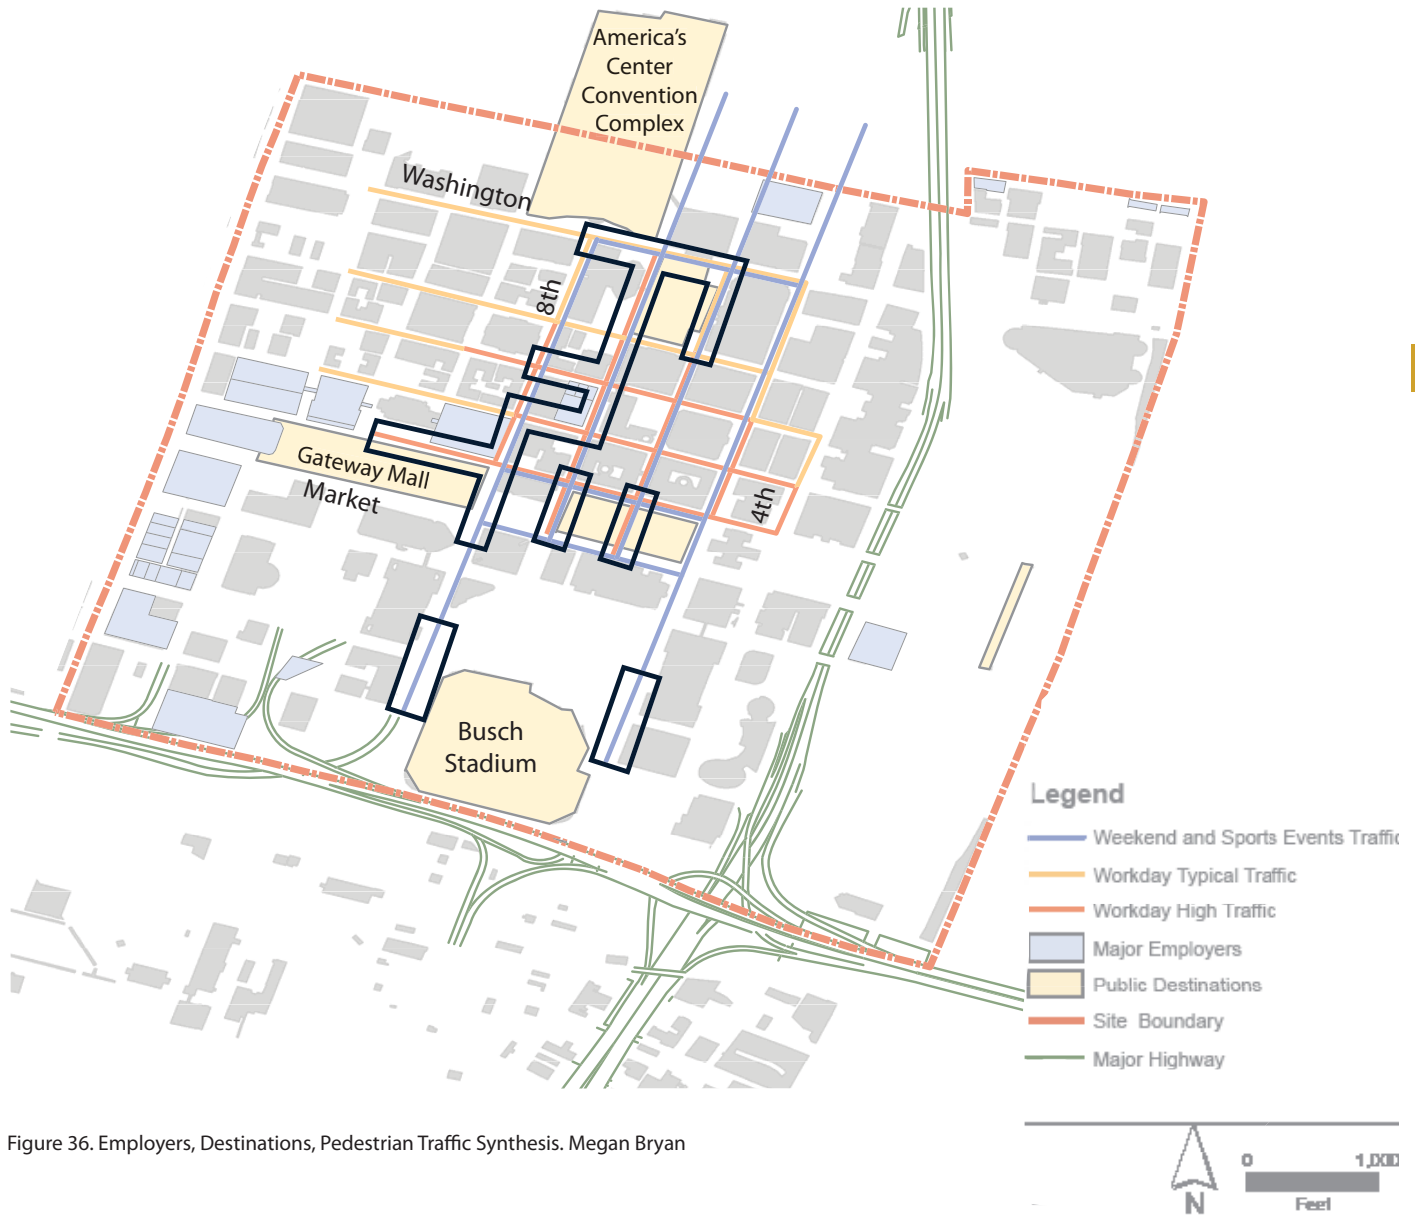 America's
Center
Convention
Complex
Washington
8th
Gateway Mall
Market
4th
Busch
Stadium
Legend
Weekend and Sports Events Traffic
Workday Typical Traffic
Workday High Traffic
Major Employers
Public Destinations
Site Boundary
Major Highway
Figure 36. Employers, Destinations, Pedestrian Traffic Synthesis. Megan Bryan
0
N
Feet